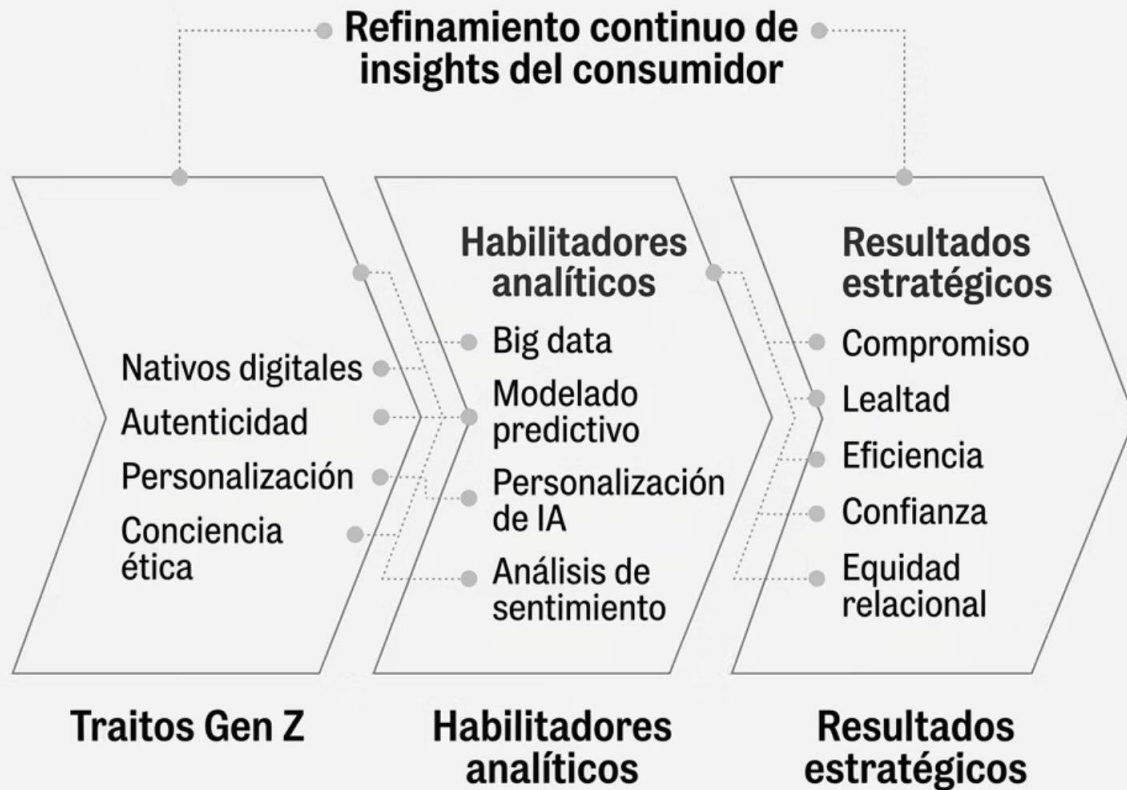 Refinamiento continuo de
insights del consumidor
Nativos digitales
Autenticidad
Personalización
Conciencia
ética
Habilitadores
analíticos
Big data
Modelado
predictivo
Personalización
de IA
Análisis de
sentimiento
Resultados
estratégicos
Compromiso
Lealtad
Eficiencia
Confianza
Equidad
relacional
Traitos Gen Z
Habilitadores
analíticos
Resultados
estratégicos